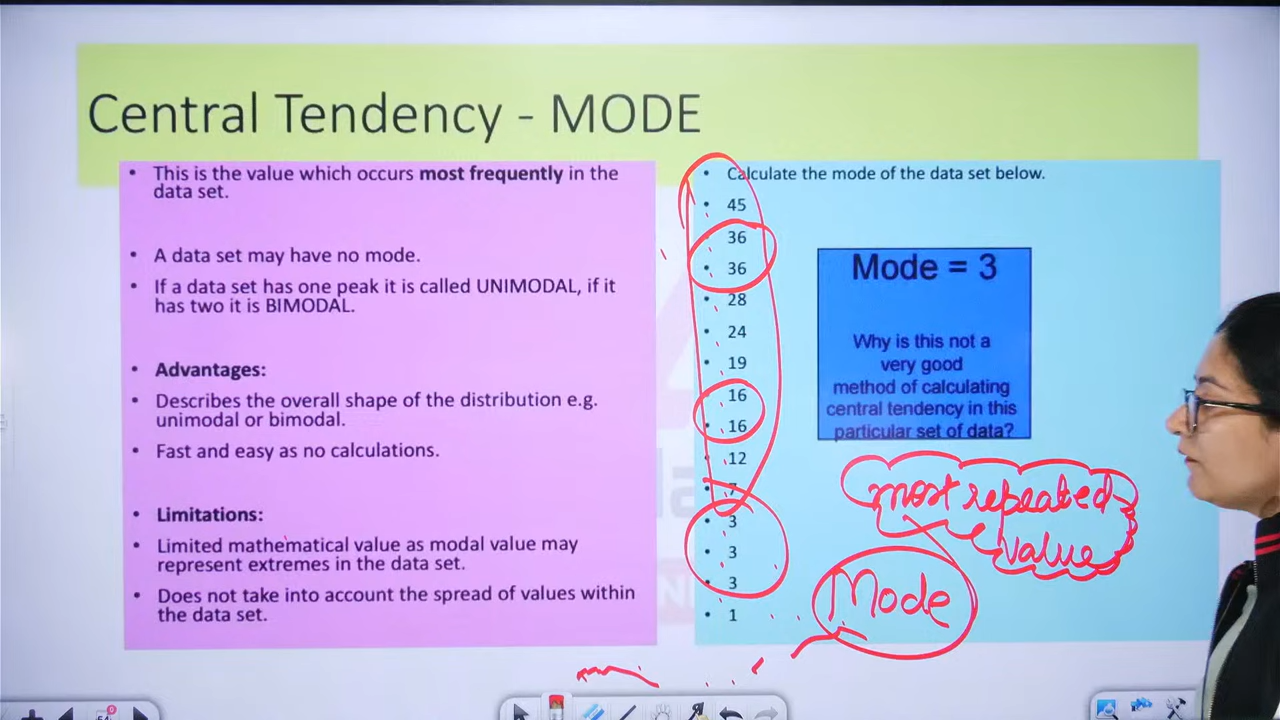 Central Tendency - MODE
• This is the value which occurs most frequently in the
data set.
• A data set may have no mode.
• If a data set has one peak it is called UNIMODAL, if it
has two it is BIMODAL.
• Advantages:
• Describes the overall shape of the distribution e.g.
unimodal or bimodal.
• Fast and easy as no calculations.
• Limitations:
• Limited mathematical value as modal value may
represent extremes in the data set.
• Does not take into account the spread of values within
the data set.
• Calculate the mode of the data set below.
• 45
• 36
• 36
• 28
• 24
• 19
• 16
• 16
• 12
• 7
• 3
• 3
• 3
• 1
Mode = 3
Why is this not a
very good
method of calculating
central tendency in this
particular set of data?
most repeated
value
Mode